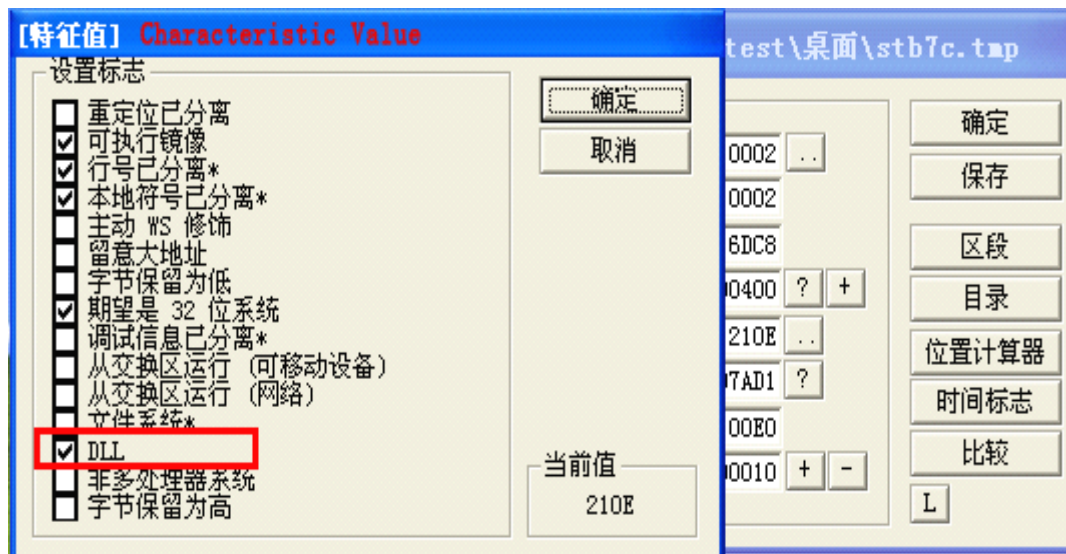 [特征值] Characteristic Value
设置标志
重定位已分离
可执行镜像
行号已分离*
本地符号已分离*
主动 WS 修饰
留意大地址
字节保留为低
期望是 32 位系统
调试信息已分离*
从交换区运行 (可移动设备)
从交换区运行 (网络)
文件系统*
DLL
非多处理器系统
字节保留为高
确定
取消
当前值
210E
test\桌面\stb7c.tmp
0002 ..
0002
6DC8
00400 ? +
210E ..
07AD1 ?
00E0
00010 + -
确定
保存
区段
目录
位置计算器
时间标志
比较
L